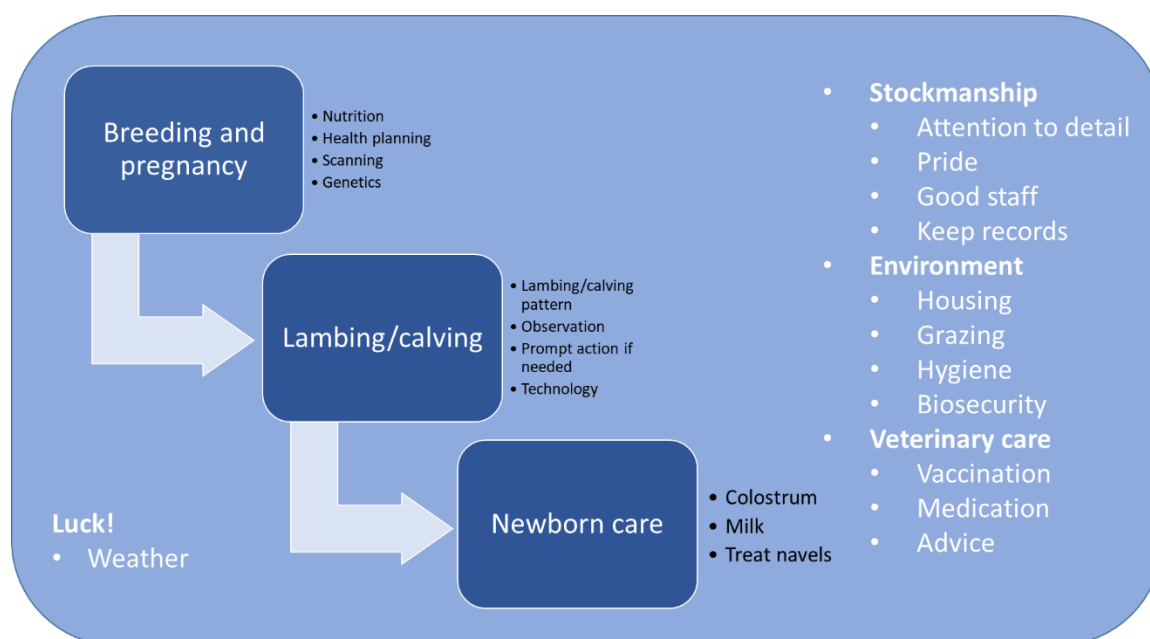 Breeding and
pregnancy
• Nutrition
• Health planning
• Scanning
• Genetics
Lambing/calving
• Lambing/calving
pattern
• Observation
• Prompt action if
needed
• Technology
Newborn care
• Colostrum
• Milk
• Treat navels
Luck!
• Weather
• Stockmanship
• Attention to detail
• Pride
• Good staff
• Keep records
• Environment
• Housing
• Grazing
• Hygiene
• Biosecurity
• Veterinary care
• Vaccination
• Medication
• Advice